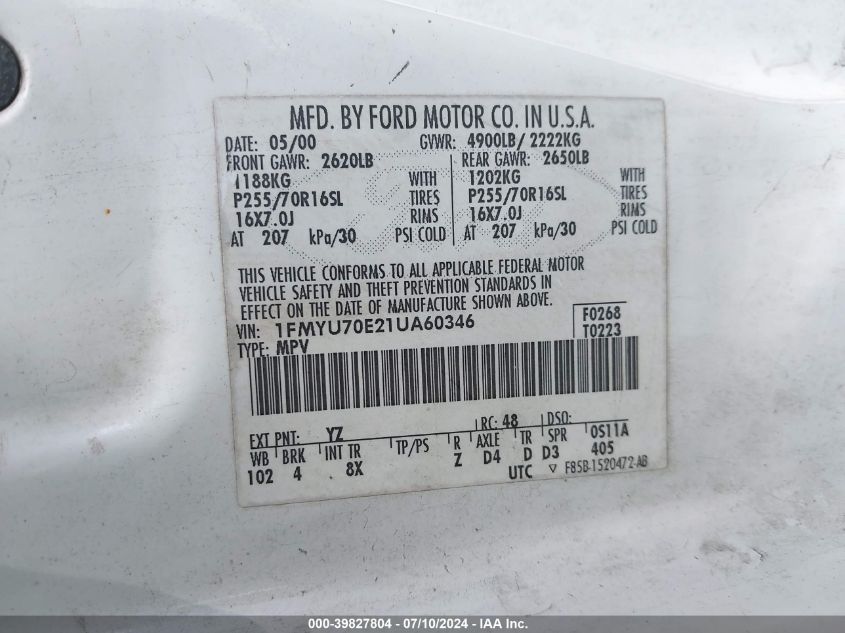 MFD. BY FORD MOTOR CO. IN U.S.A.
DATE: 05/00 GVWR: 4900LB/ 2222KG
FRONT GAWR: 2620LB REAR GAWR: 2650LB
1188KG WITH 1202KG WITH
P255/70R16SL TIRES P255/70R16SL TIRES
16X7.0J RIMS 16X7.0J RIMS
AT 207 kPa/30 PSI COLD AT 207 kPa/30 PSI COLD
THIS VEHICLE CONFORMS TO ALL APPLICABLE FEDERAL MOTOR
VEHICLE SAFETY AND THEFT PREVENTION STANDARDS IN
EFFECT ON THE DATE OF MANUFACTURE SHOWN ABOVE.
VIN: 1FMYU70E21UA60346 F0268
TYPE: MPV T0223
EXT PNT: YZ RC: 48 DSO:
WB BRK INT TR TP/PS R AXLE TR SPR 0S11A
102 4 8X Z D4 D D3 405
UTC ▽ F85B-1520472-AB
000-39827804 - 07/10/2024 - IAA Inc.